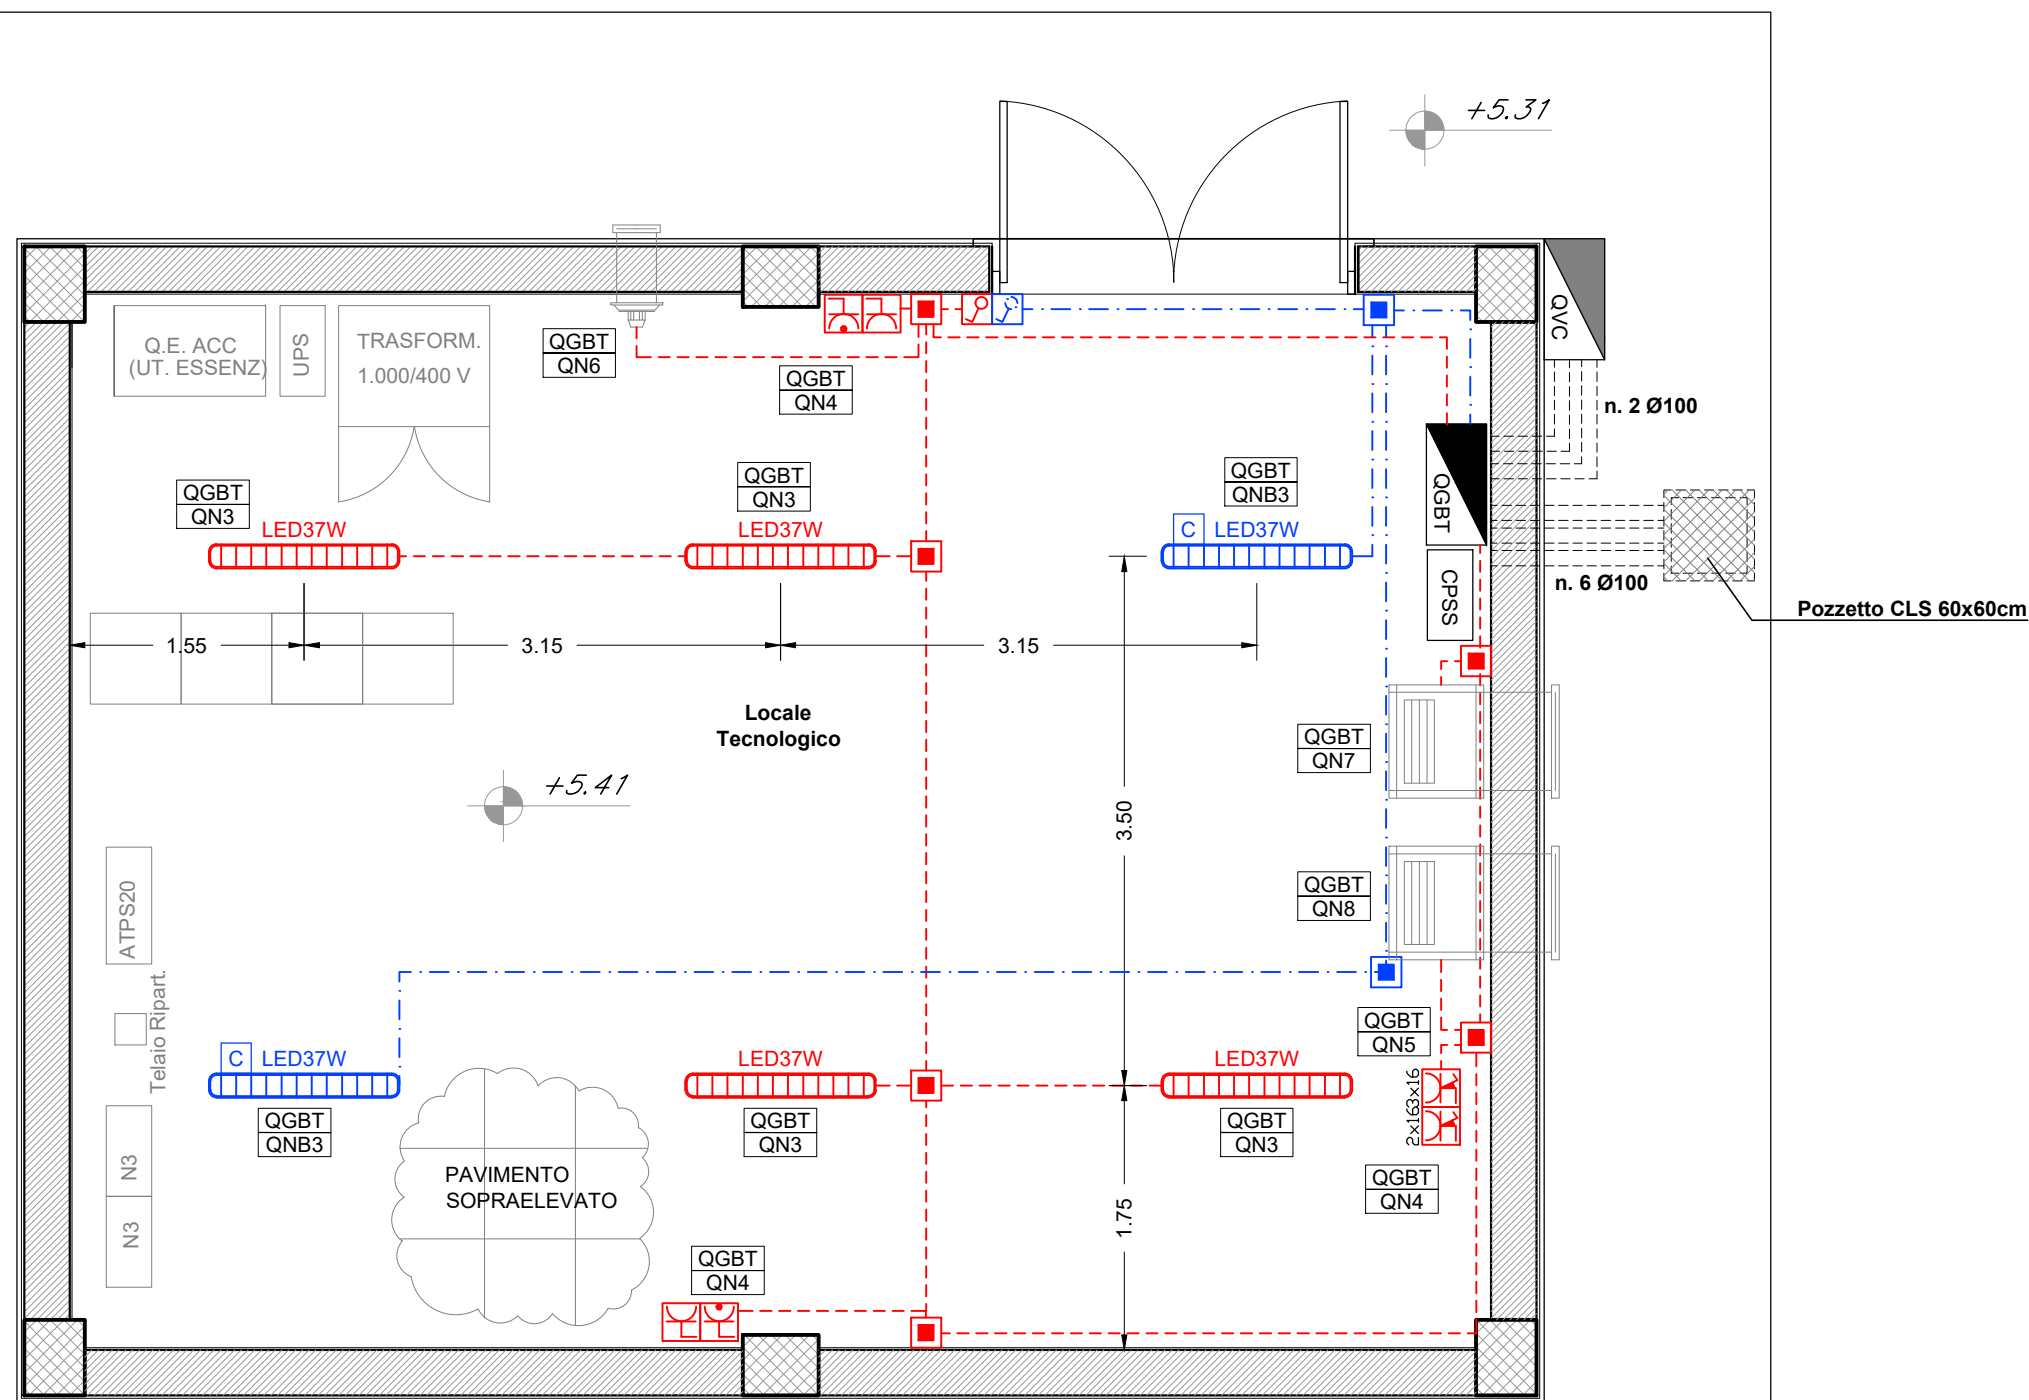 +5.31
QVC
Q.E. ACC
(UT. ESSENZ)
UPS
TRASFORM.
1.000/400 V
QGBT
QN6
QGBT
QN4
n. 2 Ø100
QGBT
QN3
LED37W
QGBT
QN3
LED37W
QGBT
QNB3
C LED37W
QGBT
CPSS
n. 6 Ø100
Pozzetto CLS 60x60cm
1.55
3.15
3.15
Locale
Tecnologico
+5.41
3.50
QGBT
QN7
QGBT
QN8
ATPS20
Telaio Ripart.
QGBT
QN5
C LED37W
QGBT
QNB3
LED37W
QGBT
QN3
LED37W
QGBT
QN3
2x16
3x16
QGBT
QN4
N3
N3
PAVIMENTO
SOPRAELEVATO
1.75
QGBT
QN4